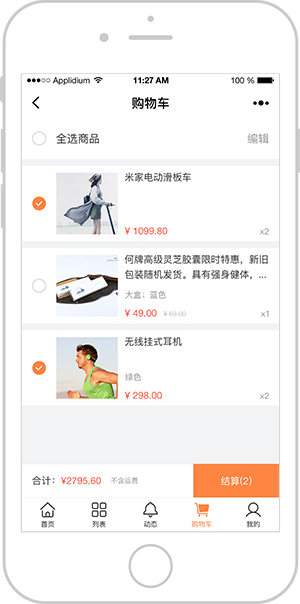 Applidium 11:27 AM 100 %
购物车
全选商品 编辑
米家电动滑板车
¥ 1099.80 x2
何牌高级灵芝胶囊限时特惠，新旧
包装随机发货。具有强身健体，...
大盒；蓝色
¥ 49.00 ¥ 69.00 x1
无线挂式耳机
绿色
¥ 298.00 x2
合计： ¥2795.60 不含运费 结算(2)
首页 列表 动态 购物车 我的